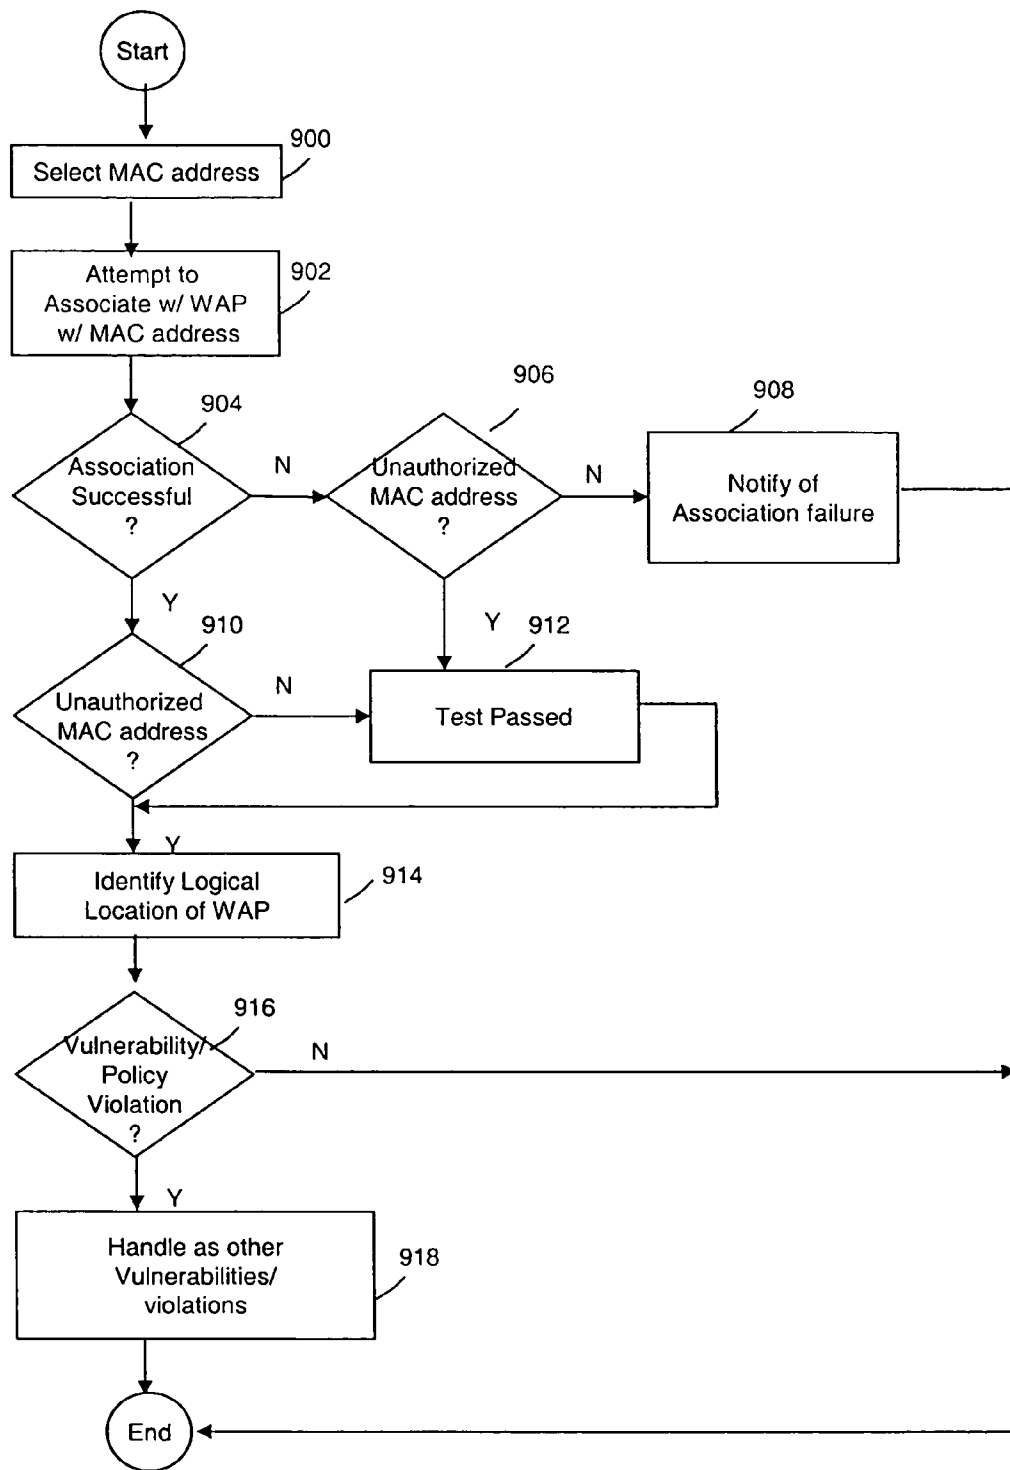 Start
900
Select MAC address
902
Attempt to
Associate w/ WAP
w/ MAC address
904
Association
Successful
?
N
906
Unauthorized
MAC address
?
N
908
Notify of
Association failure
Y
Y
910
Unauthorized
MAC address
?
N
912
Test Passed
Y
914
Identify Logical
Location of WAP
916
Vulnerability/
Policy
Violation
?
N
Y
918
Handle as other
Vulnerabilities/
violations
End